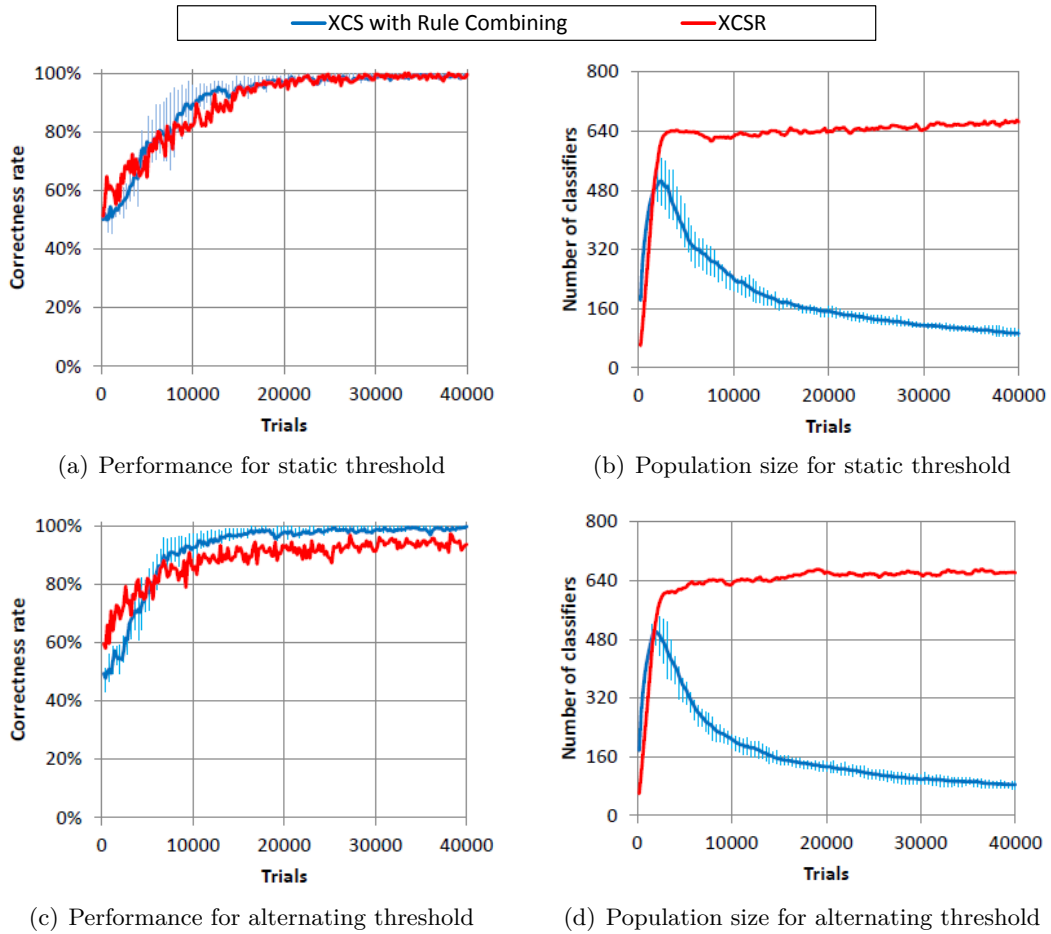 XCS with Rule Combining XCSR
100%
80%
60%
40%
20%
0%
Correctness rate
0 10000 20000 30000 40000
Trials
(a) Performance for static threshold
800
640
480
320
160
0
Number of classifiers
0 10000 20000 30000 40000
Trials
(b) Population size for static threshold
100%
80%
60%
40%
20%
0%
Correctness rate
0 10000 20000 30000 40000
Trials
(c) Performance for alternating threshold
800
640
480
320
160
0
Number of classifiers
0 10000 20000 30000 40000
Trials
(d) Population size for alternating threshold